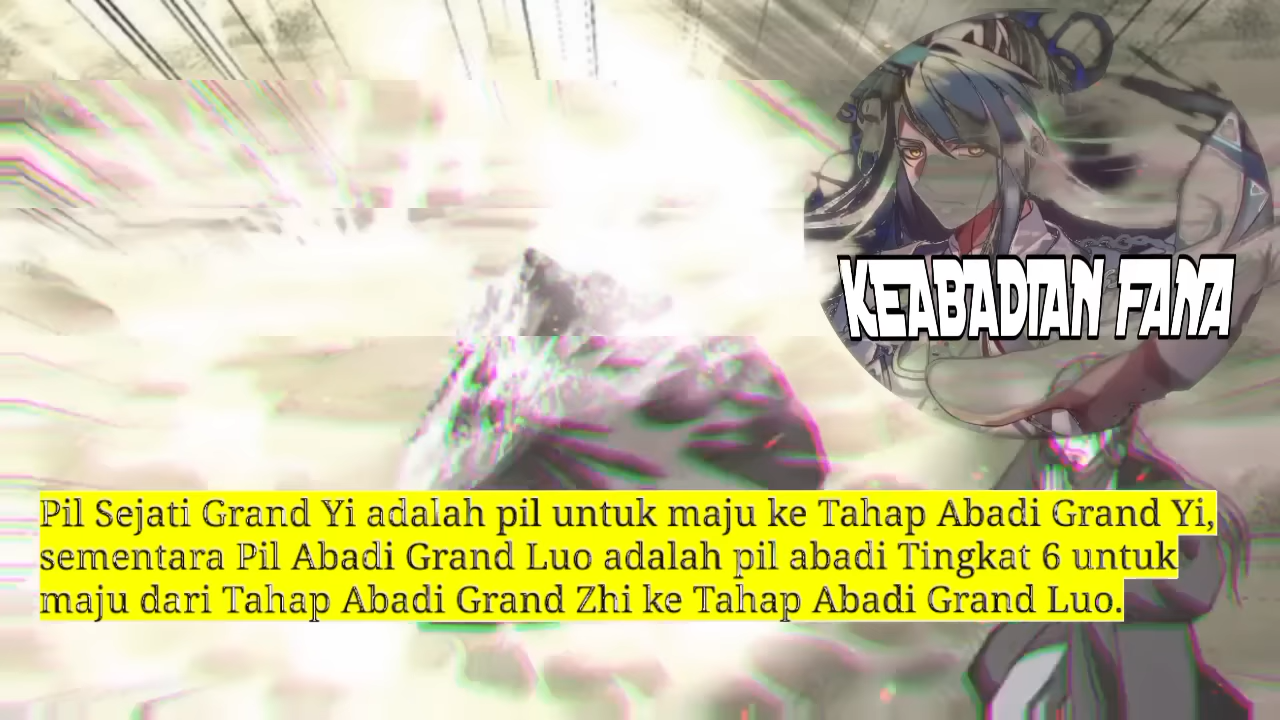 KEABADIAN FANA
Pil Sejati Grand Yi adalah pil untuk maju ke Tahap Abadi Grand Yi,
sementara Pil Abadi Grand Luo adalah pil abadi Tingkat 6 untuk
maju dari Tahap Abadi Grand Zhi ke Tahap Abadi Grand Luo.